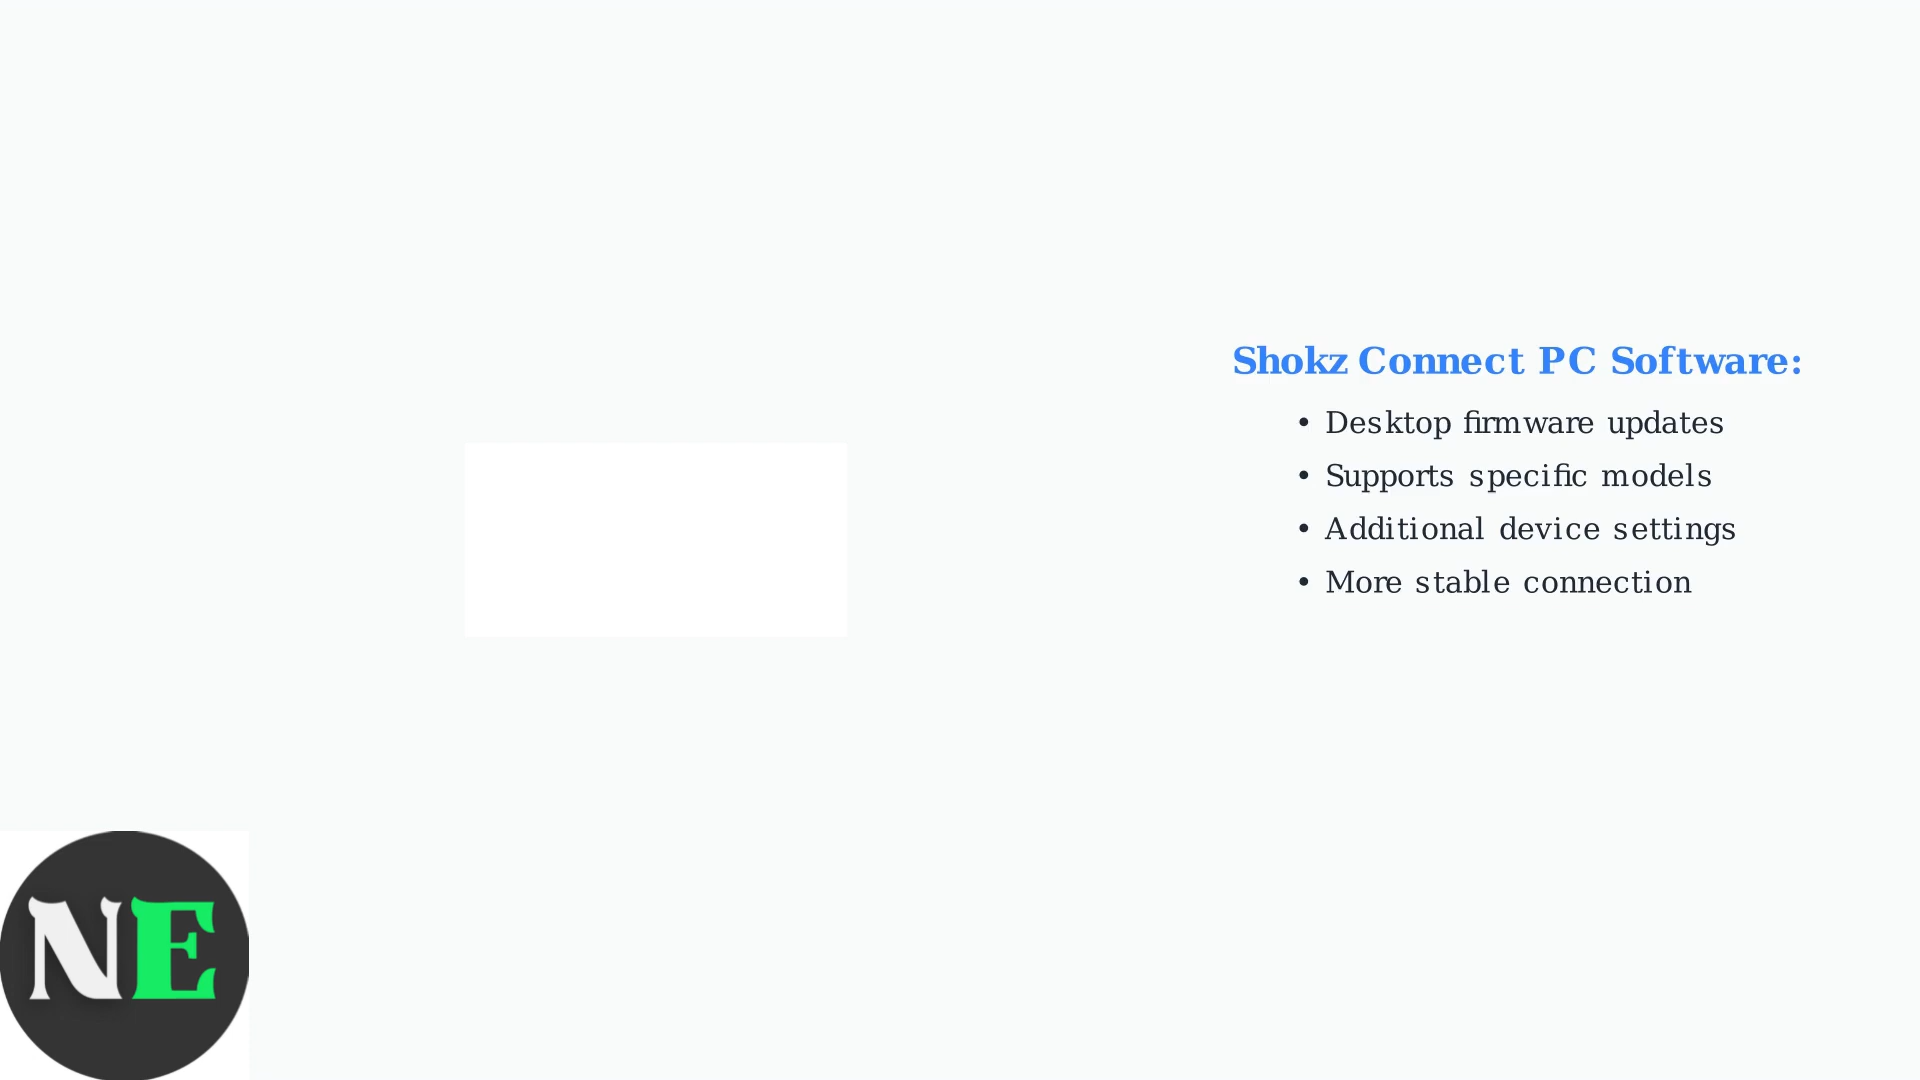 Shokz Connect PC Software:
• Desktop firmware updates
• Supports specific models
• Additional device settings
• More stable connection
NE